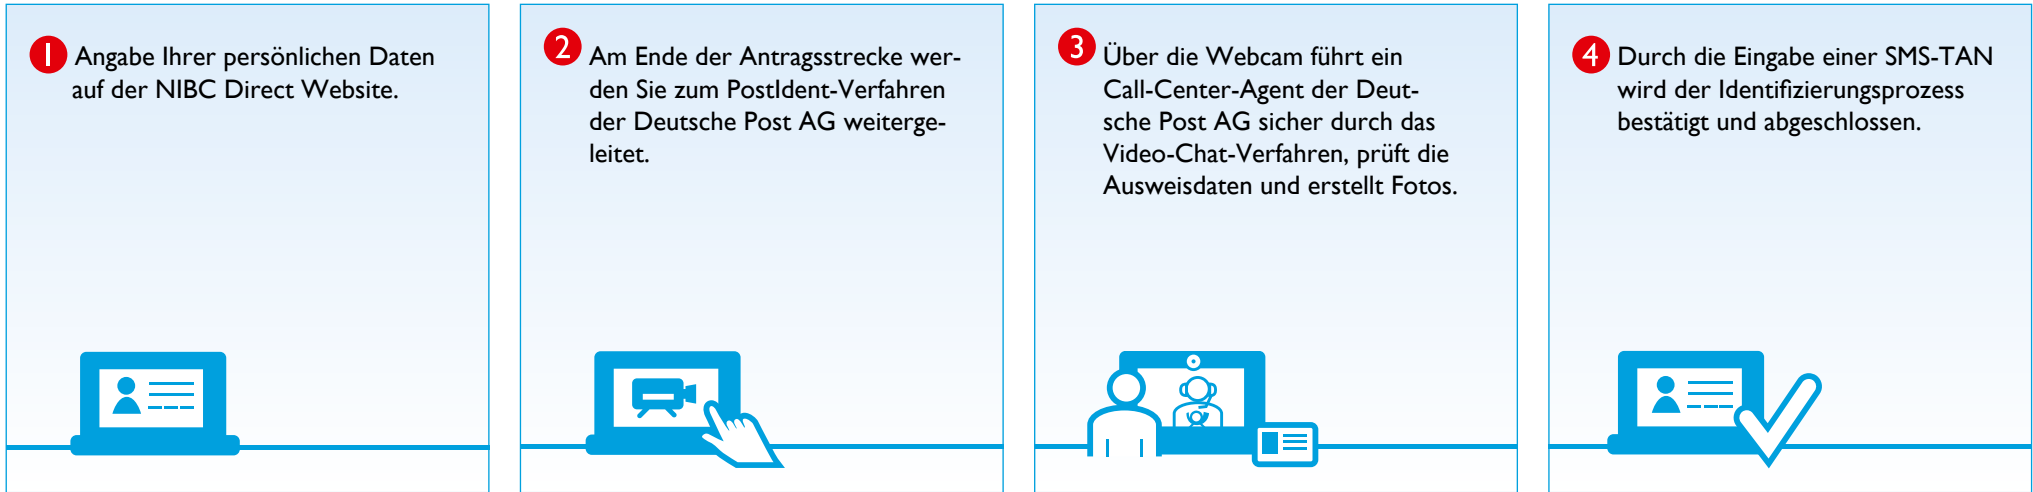 1 Angabe Ihrer persönlichen Daten
auf der NIBC Direct Website.
2 Am Ende der Antragsstrecke wer-
den Sie zum PostIdent-Verfahren
der Deutsche Post AG weiterge-
leitet.
3 Über die Webcam führt ein
Call-Center-Agent der Deut-
sche Post AG sicher durch das
Video-Chat-Verfahren, prüft die
Ausweisdaten und erstellt Fotos.
4 Durch die Eingabe einer SMS-TAN
wird der Identifizierungsprozess
bestätigt und abgeschlossen.